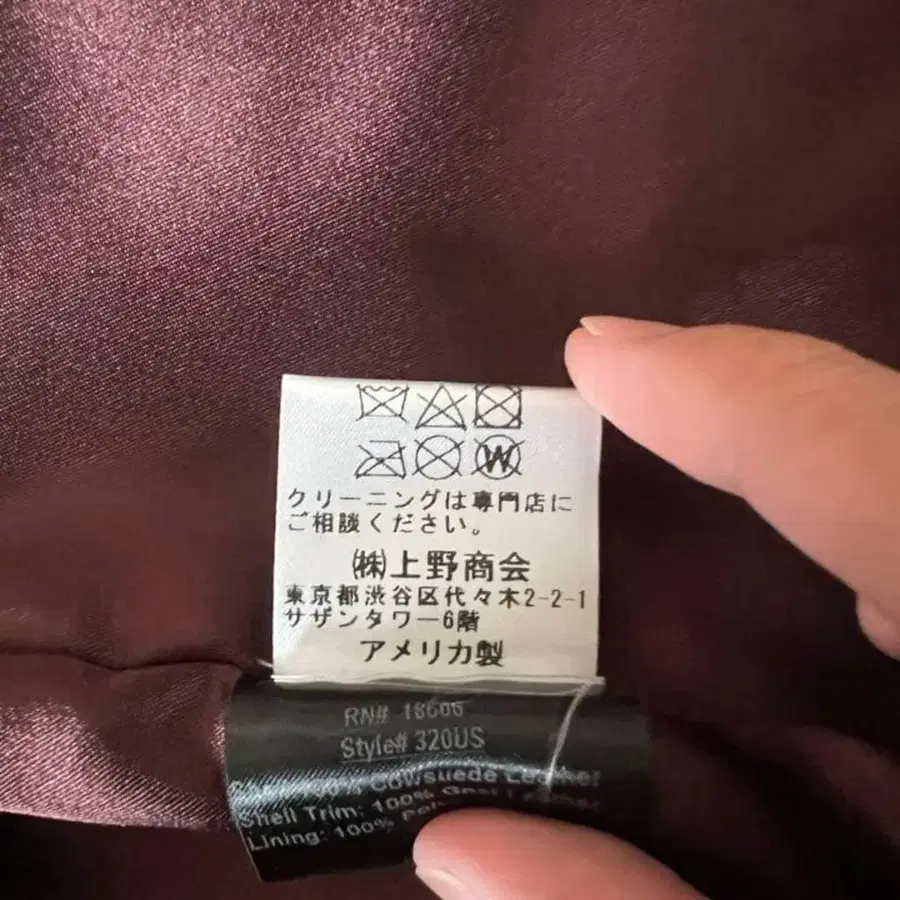 W
クリーニングは専門店に
ご相談ください。
㈱上野商会
東京都渋谷区代々木2-2-1
サザンタワー6階
アメリカ製
RN# 18606
Style# 320US
100% Cowsuede Leather
Shell Trim: 100% Goat Leather
Lining: 100%